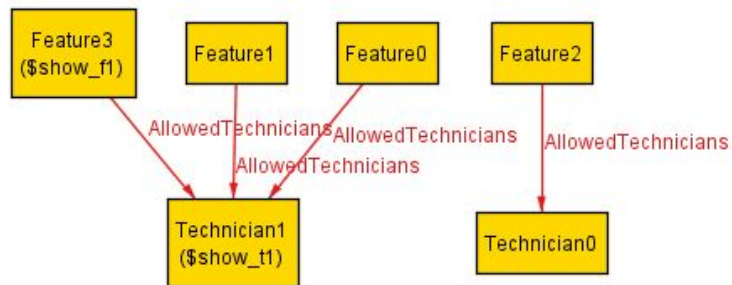 Feature3
($show_f1)
Feature1
Feature0
Feature2
AllowedTechnicians
AllowedTechnicians
AllowedTechnicians
AllowedTechnicians
Technician1
($show_t1)
Technician0